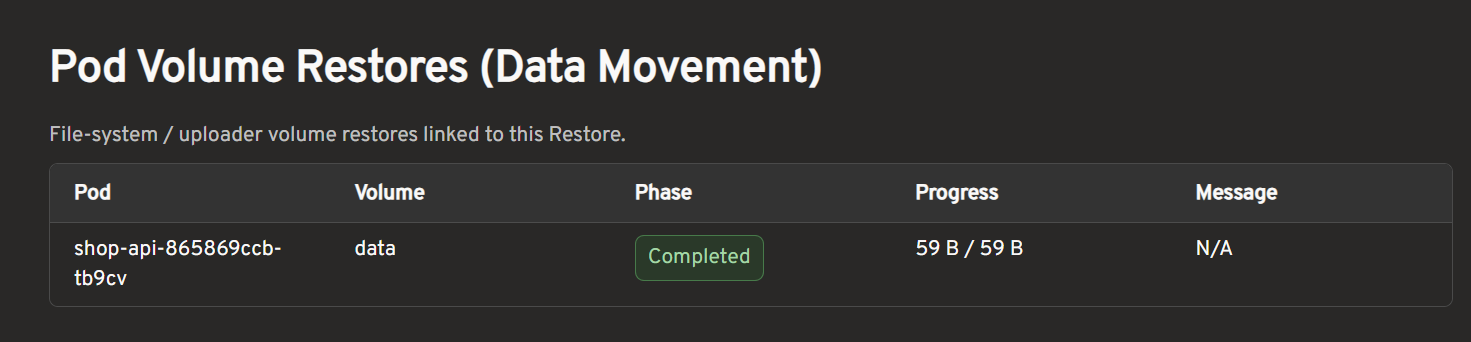 Pod Volume Restores (Data Movement)
File-system / uploader volume restores linked to this Restore.
Pod Volume Phase Progress Message
shop-api-865869ccb- data Completed 59 B / 59 B N/A
tb9cv